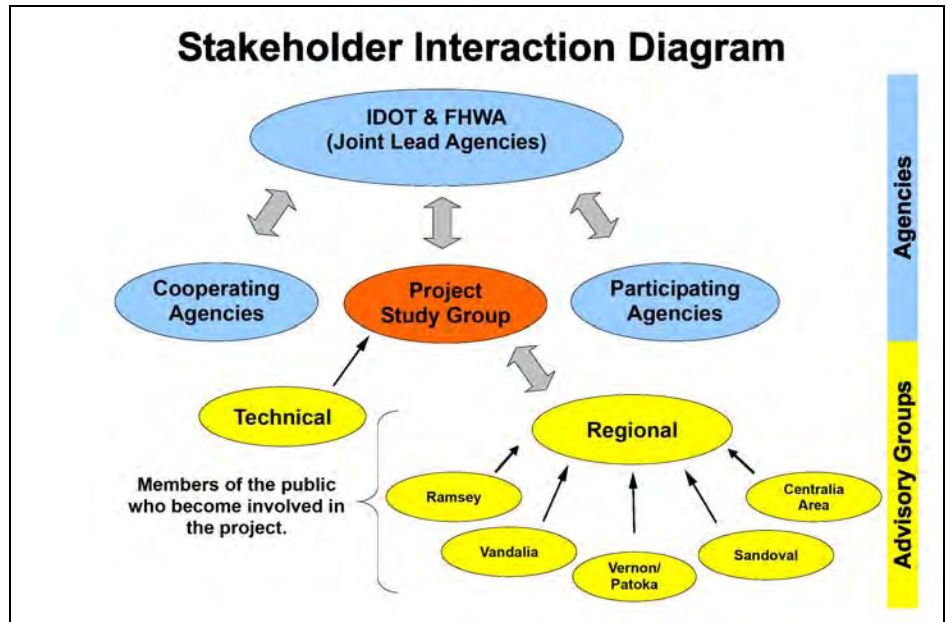 Stakeholder Interaction Diagram
IDOT & FHWA
(Joint Lead Agencies)
Agencies
Cooperating
Agencies
Project
Study Group
Participating
Agencies
Technical
Regional
Advisory Groups
Members of the public
who become involved in
the project.
Ramsey
Vandalia
Vernon/
Patoka
Sandoval
Centralia
Area